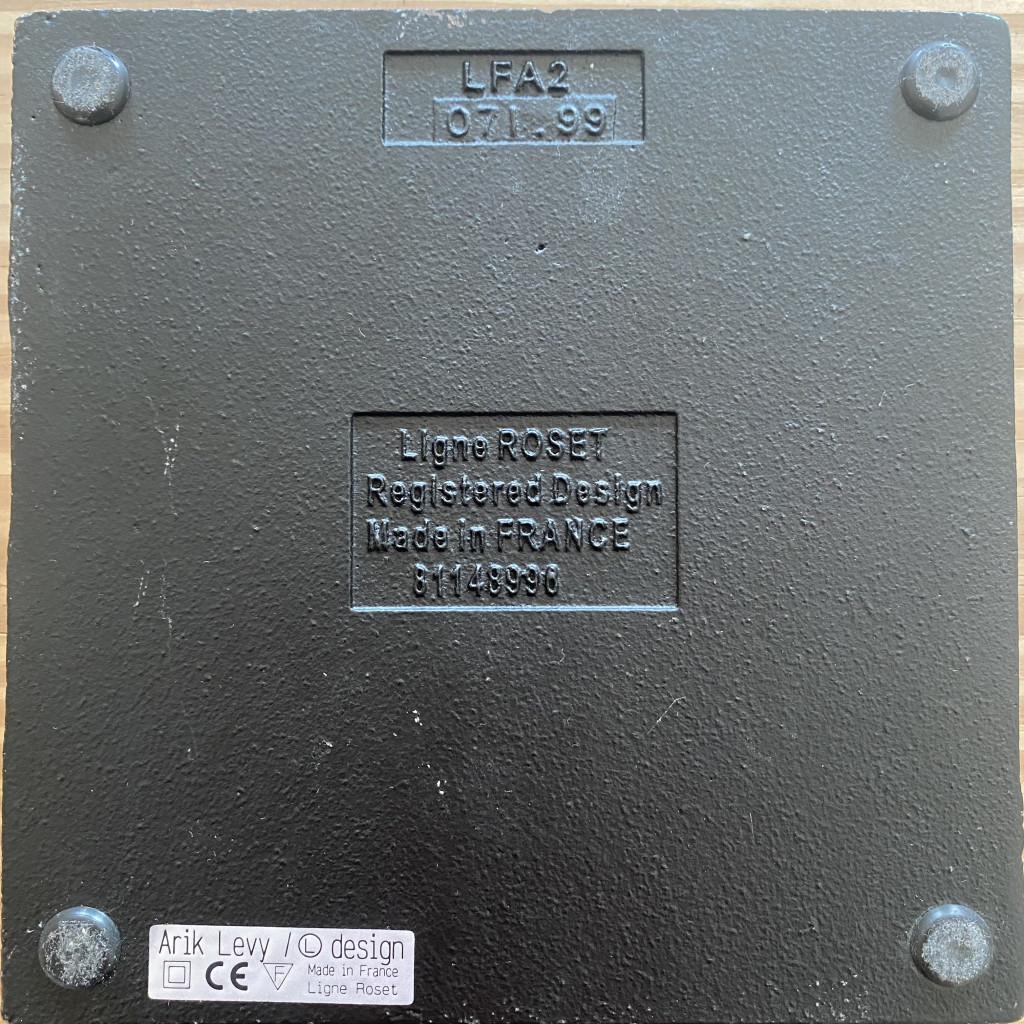 LFA2
071.99
Ligne ROSET
Registered Design
Made in FRANCE
81148996
Arik Levy / Ⓛ design
CE F Made in France
Ligne Roset